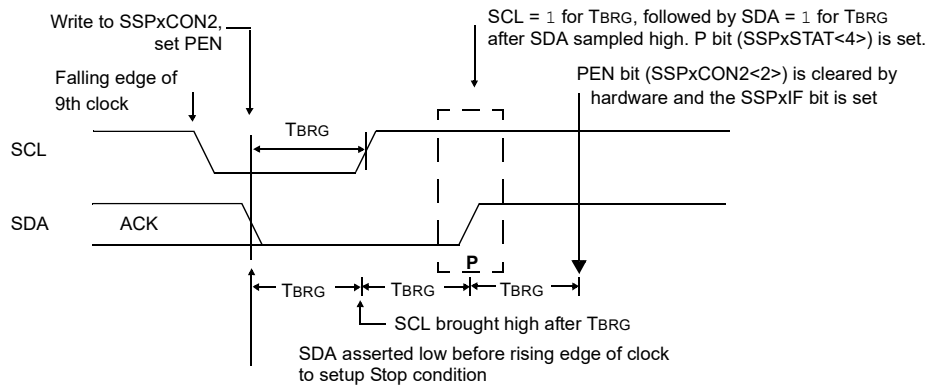 Write to SSPxCON2,
set PEN
SCL = 1 for TBRG, followed by SDA = 1 for TBRG
after SDA sampled high. P bit (SSPxSTAT<4>) is set.
Falling edge of
9th clock
PEN bit (SSPxCON2<2>) is cleared by
hardware and the SSPxIF bit is set
TBRG
SCL
SDA
ACK
P
TBRG
TBRG
TBRG
SCL brought high after TBRG
SDA asserted low before rising edge of clock
to setup Stop condition